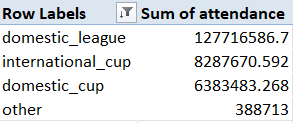 Row Labels Sum of attendance
domestic_league 127716586.7
international_cup 8287670.592
domestic_cup 6383483.268
other 388713